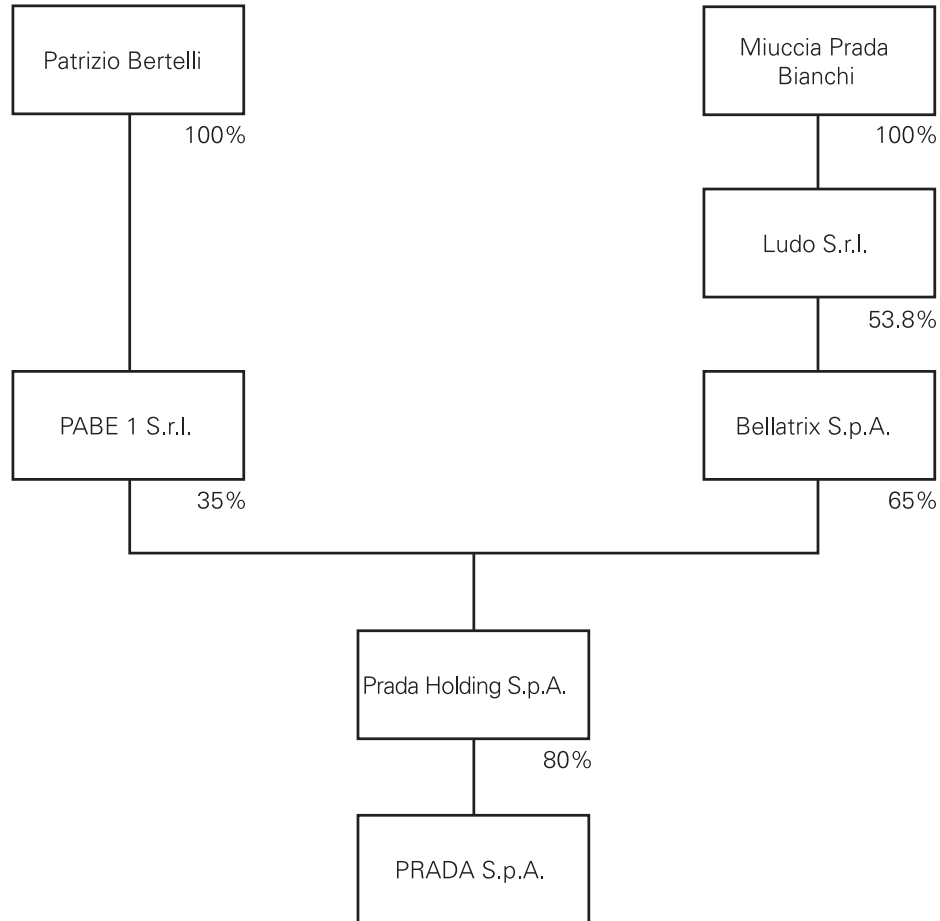 Patrizio Bertelli
100%
Miuccia Prada
Bianchi
100%
Ludo S.r.l.
53.8%
PABE 1 S.r.l.
35%
Bellatrix S.p.A.
65%
Prada Holding S.p.A.
80%
PRADA S.p.A.